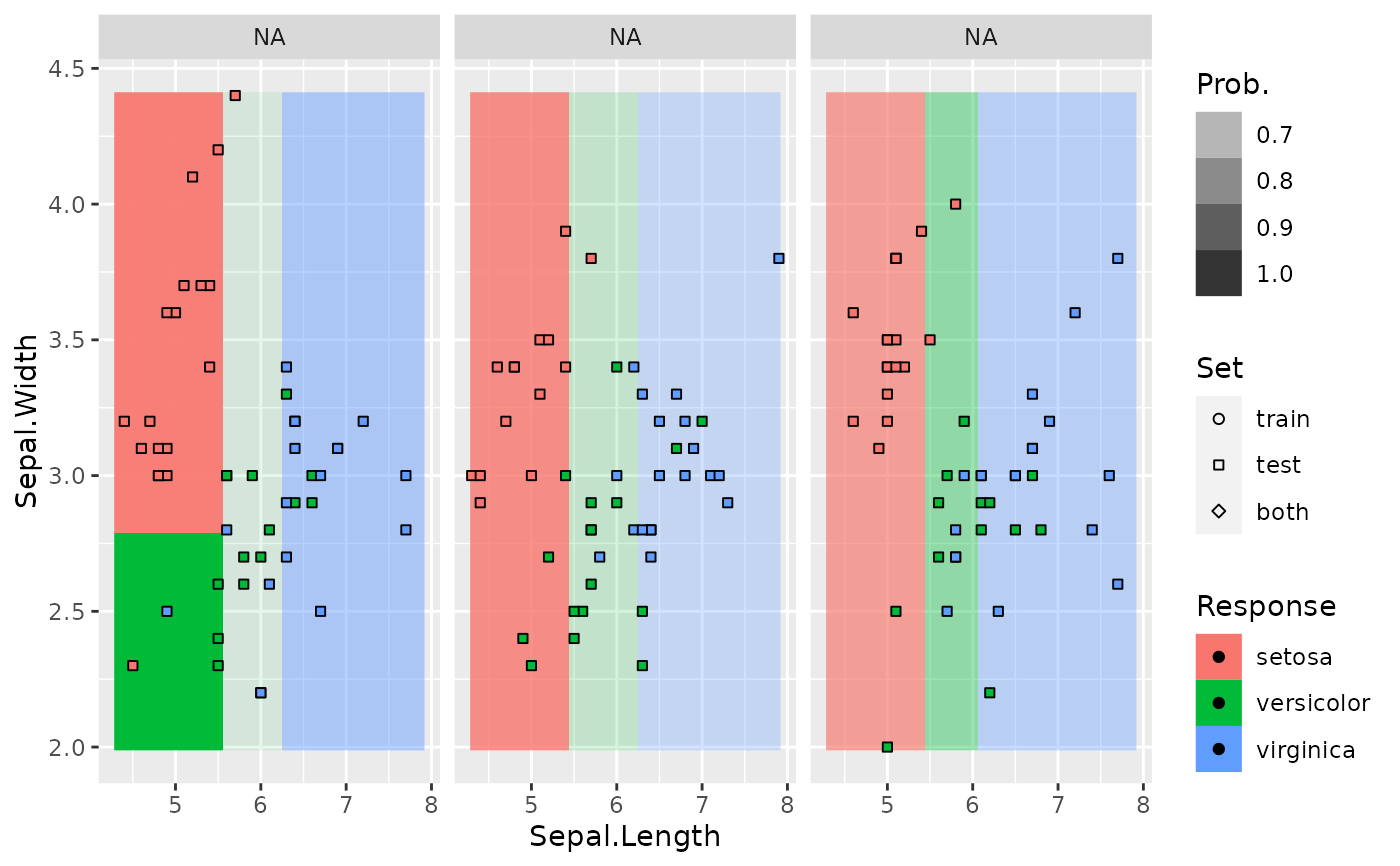 NA NA NA
4.5
4.0
3.5
3.0
2.5
2.0
Sepal.Width
5 6 7 8 5 6 7 8 5 6 7 8
Sepal.Length
Prob.
0.7
0.8
0.9
1.0
Set
train
test
both
Response
setosa
versicolor
virginica